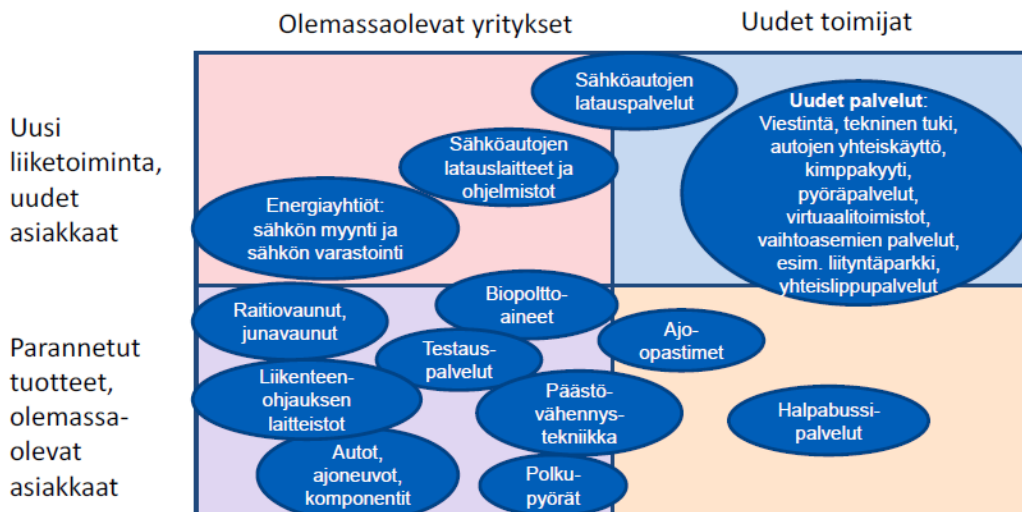 Olemassaolevat yritykset
Uudet toimijat
Uusi
liiketoiminta,
uudet
asiakkaat
Sähköautojen
latauspalvelut
Uudet palvelut:
Viestintä, tekninen tuki,
autojen yhteiskäyttö,
kimppakyyti,
pyöräpalvelut,
virtuaalitoimistot,
vaihtoasemien palvelut,
esim. liityntäparkki,
yhteislippupalvelut
Sähköautojen
latauslaitteet ja
ohjelmistot
Energiayhtiöt:
sähkön myynti ja
sähkön varastointi
Parannetut
tuotteet,
olemassa-
olevat
asiakkaat
Raitiovaunut,
junavaunut
Biopoltto-
aineet
Ajo-
opastimet
Testaus-
palvelut
Liikenteen-
ohjauksen
laitteistot
Päästö-
vähennys-
tekniikka
Halpabussi-
palvelut
Autot,
ajoneuvot,
komponentit
Polku-
pyörät